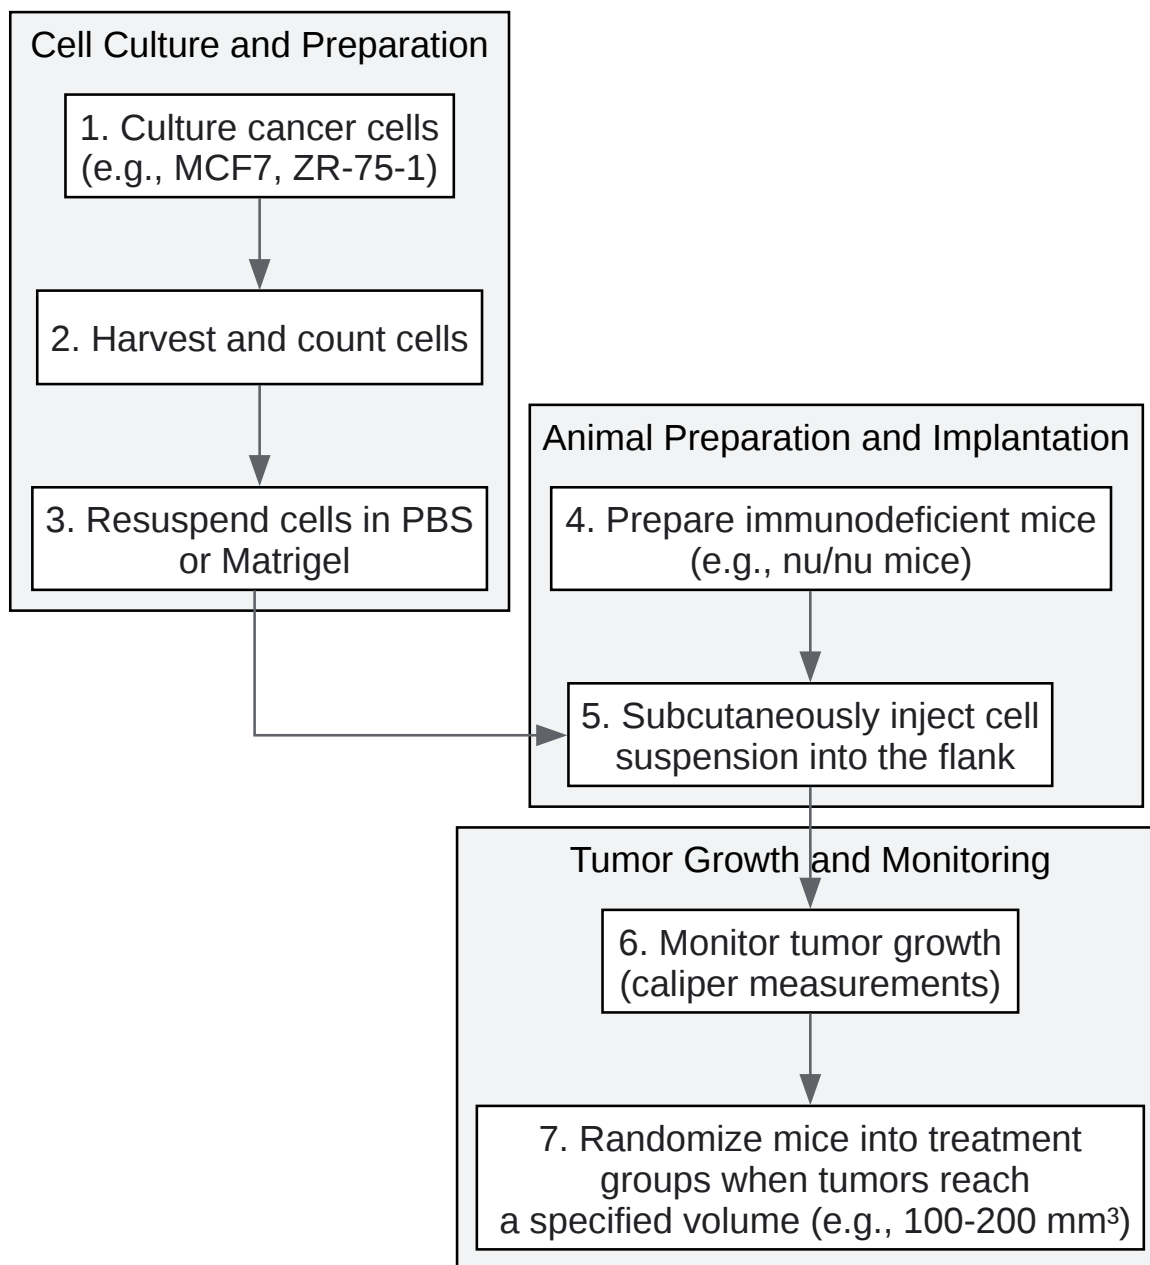 Cell Culture and Preparation
1. Culture cancer cells
(e.g., MCF7, ZR-75-1)
2. Harvest and count cells
3. Resuspend cells in PBS
or Matrigel
Animal Preparation and Implantation
4. Prepare immunodeficient mice
(e.g., nu/nu mice)
5. Subcutaneously inject cell
suspension into the flank
Tumor Growth and Monitoring
6. Monitor tumor growth
(caliper measurements)
7. Randomize mice into treatment
groups when tumors reach
a specified volume (e.g., 100-200 mm³)